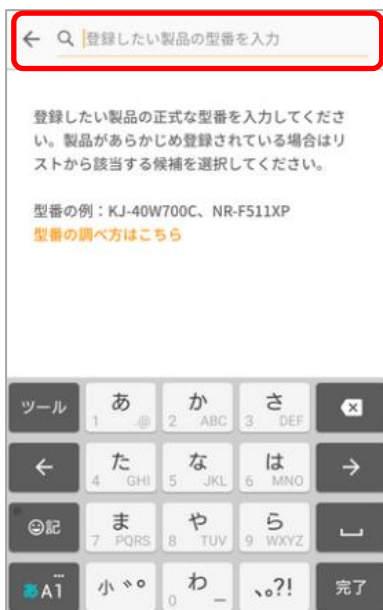 登録したい製品の型番を入力
登録したい製品の正式な型番を入力してくださ
い。製品があらかじめ登録されている場合はリ
ストから該当する候補を選択してください。
型番の例：KJ-40W700C、NR-F511XP
型番の調べ方はこちら
ツール あ 1 .@ か 2 ABC さ 3 DEF
た 4 GHI な 5 JKL は 6 MNO
記 ま 7 PQRS や 8 TUV ら 9 WXYZ
あA1 小 ゛゜ わ 0 ー 、。?! 完了